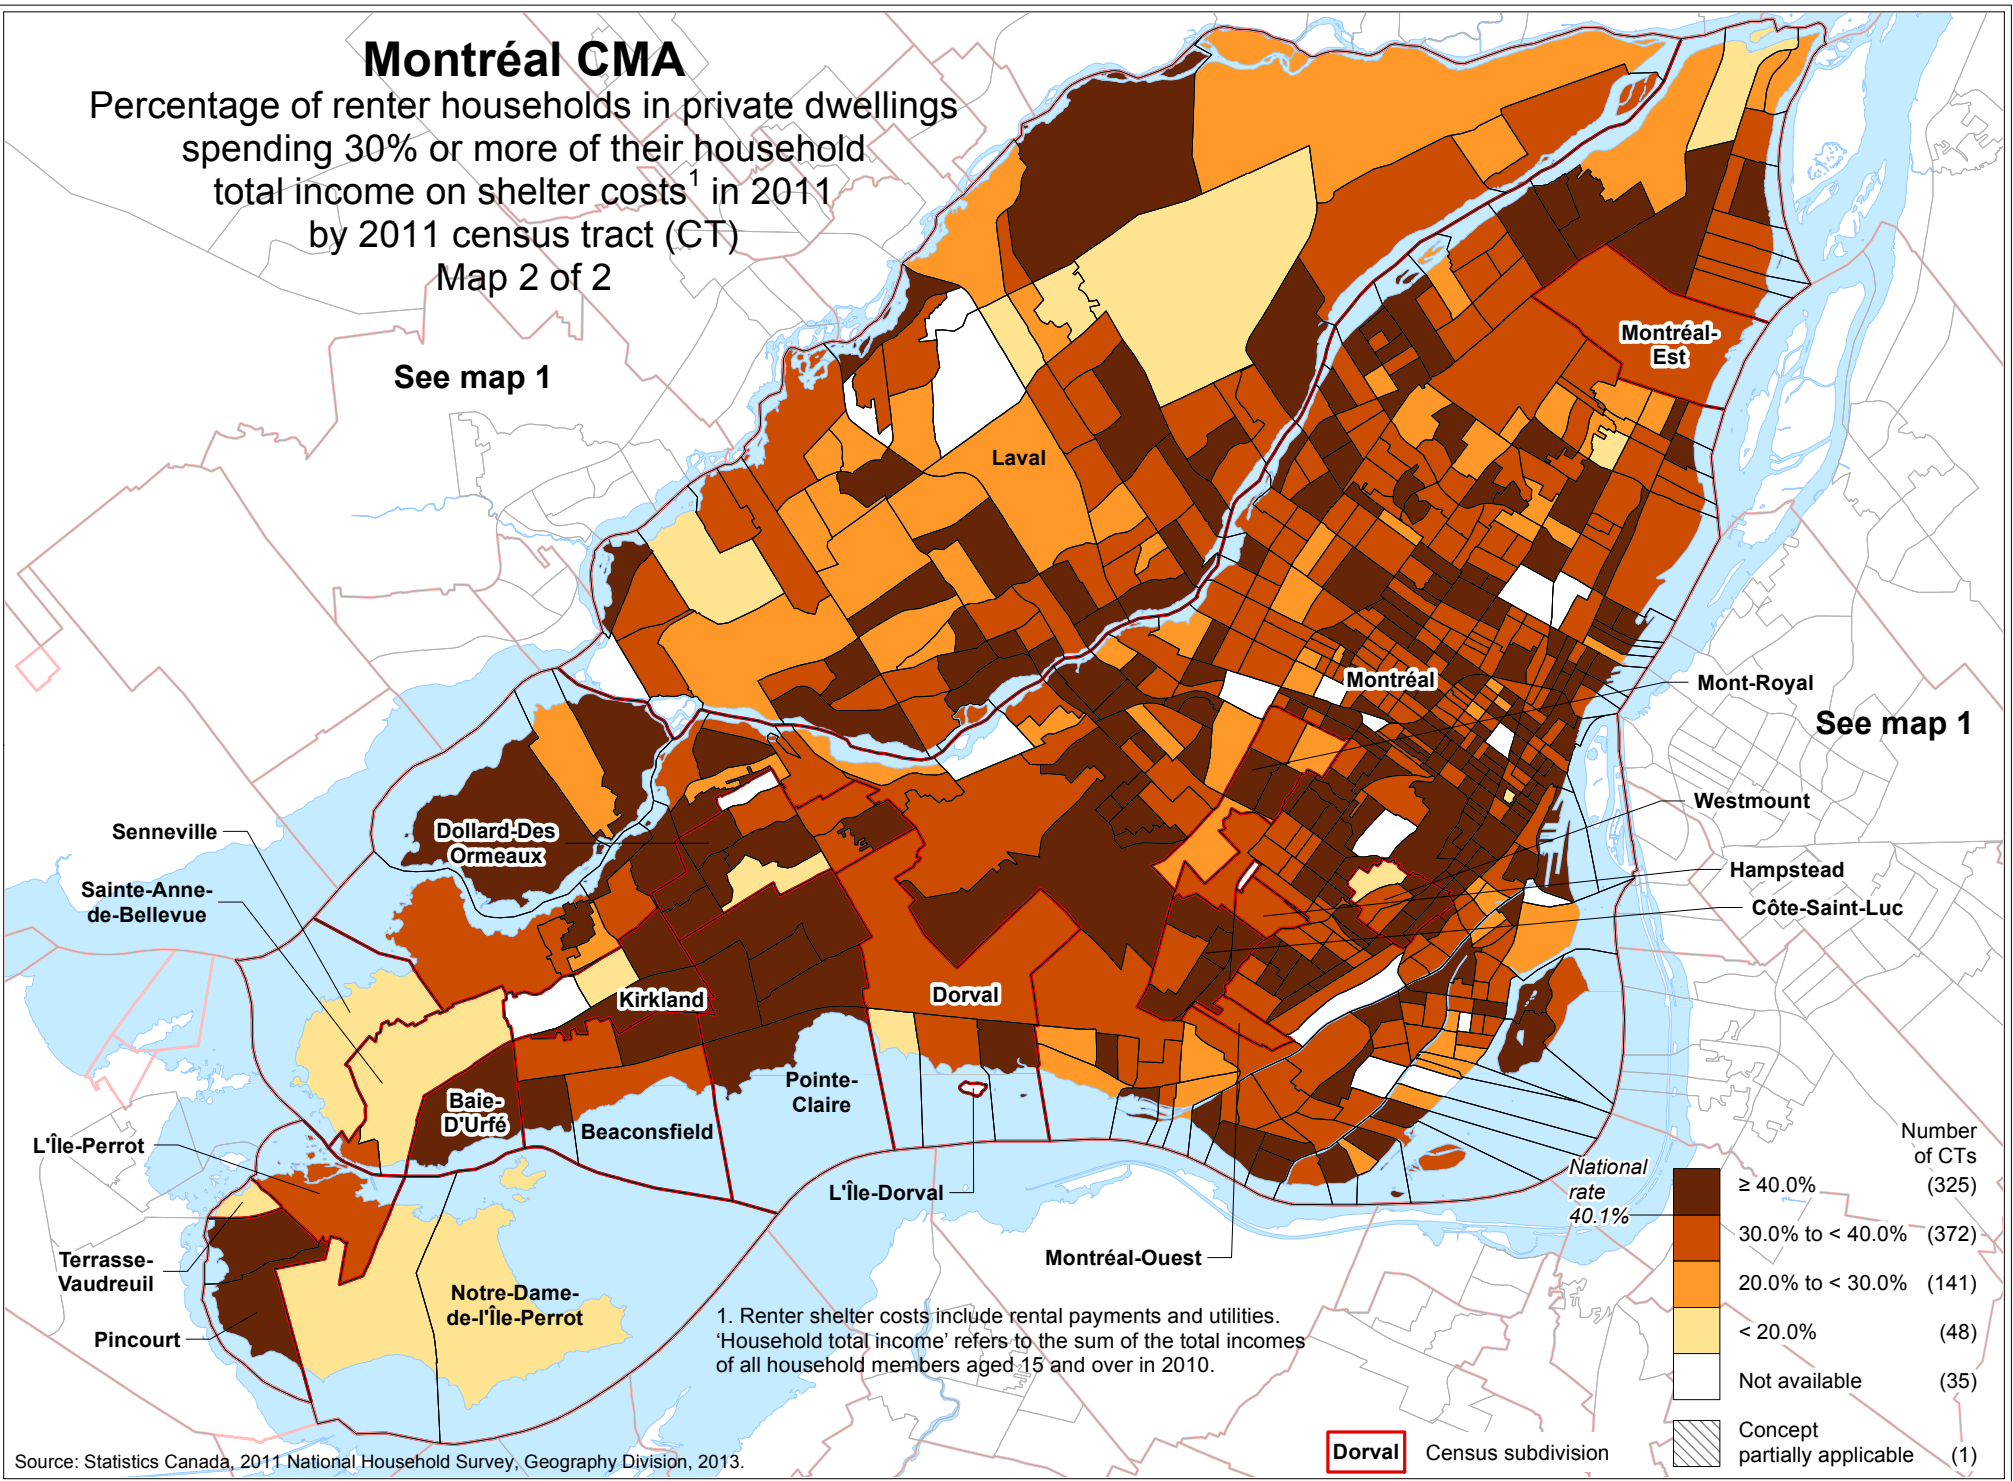 Montréal CMA
Percentage of renter households in private dwellings
spending 30% or more of their household
total income on shelter costs1 in 2011
by 2011 census tract (CT)
Map 2 of 2
See map 1
Montréal-
Est
Laval
Montréal
Mont-Royal
See map 1
Westmount
Hampstead
Côte-Saint-Luc
Senneville
Dollard-Des
Ormeaux
Sainte-Anne-
de-Bellevue
Kirkland
Dorval
Baie-
D'Urfé
Beaconsfield
Pointe-
Claire
L'Île-Perrot
L'Île-Dorval
Terrasse-
Vaudreuil
Montréal-Ouest
Notre-Dame-
de-l'Île-Perrot
Pincourt
1. Renter shelter costs include rental payments and utilities.
‘Household total income’ refers to the sum of the total incomes
of all household members aged 15 and over in 2010.
Number
of CTs
National
rate
40.1%
≥ 40.0% (325)
30.0% to < 40.0% (372)
20.0% to < 30.0% (141)
< 20.0% (48)
Not available (35)
Concept
partially applicable (1)
Dorval Census subdivision
Source: Statistics Canada, 2011 National Household Survey, Geography Division, 2013.